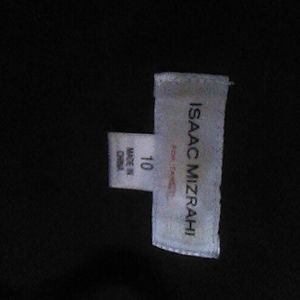 ISAAC MIZRAHI
FOR TARGET
10
MADE IN
CHINA